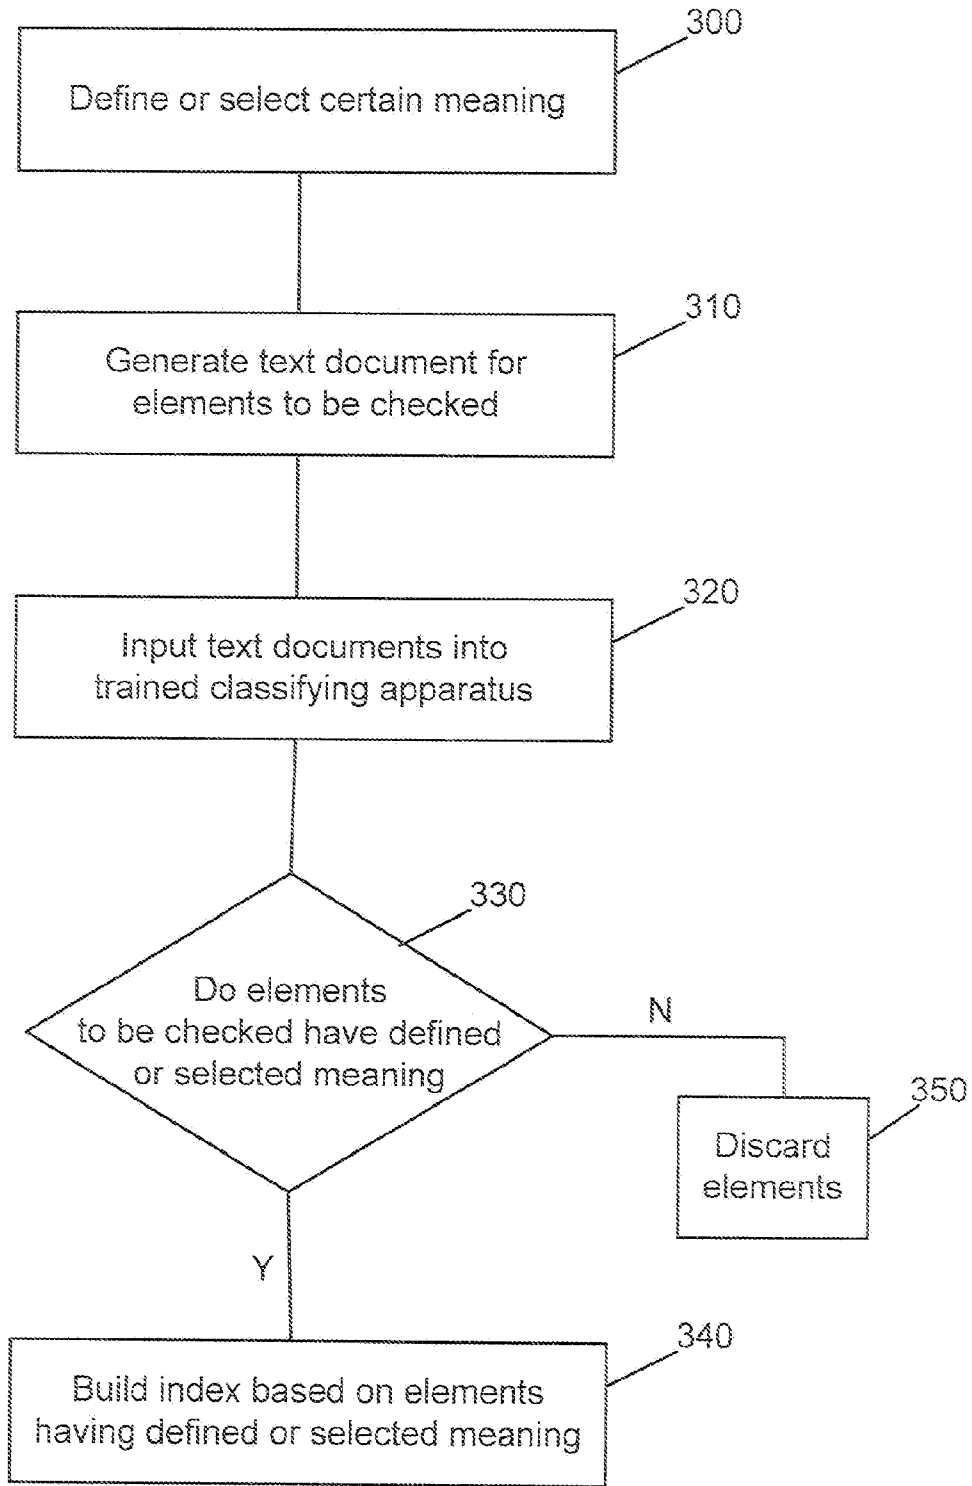 300
Define or select certain meaning
310
Generate text document for
elements to be checked
320
Input text documents into
trained classifying apparatus
330
Do elements
to be checked have defined
or selected meaning
N
350
Discard
elements
Y
340
Build index based on elements
having defined or selected meaning